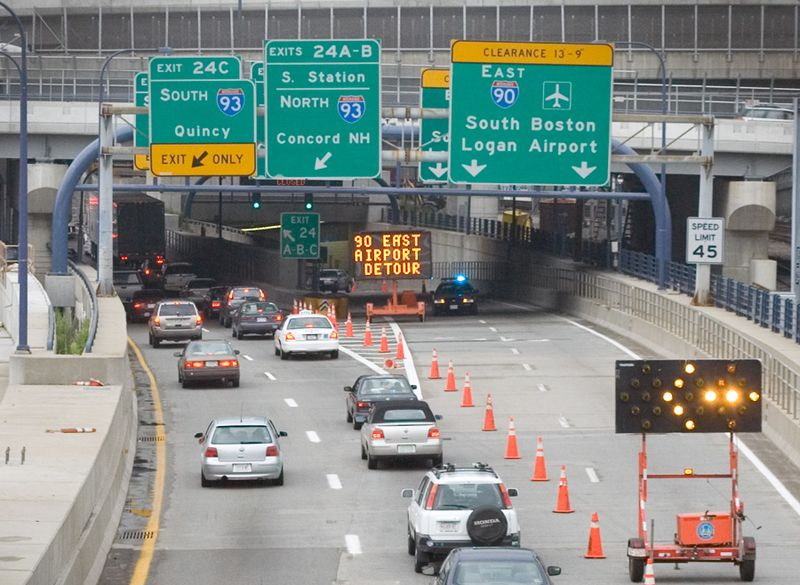 EXIT 24C
SOUTH 93
Quincy
EXIT ONLY
EXITS 24A-B
S. Station
NORTH 93
Concord NH
CLEARANCE 13-9"
EAST
90
South Boston
Logan Airport
CLOSED
EXIT
24
A-B-C
90 EAST
AIRPORT
DETOUR
SPEED
LIMIT
45
HONDA